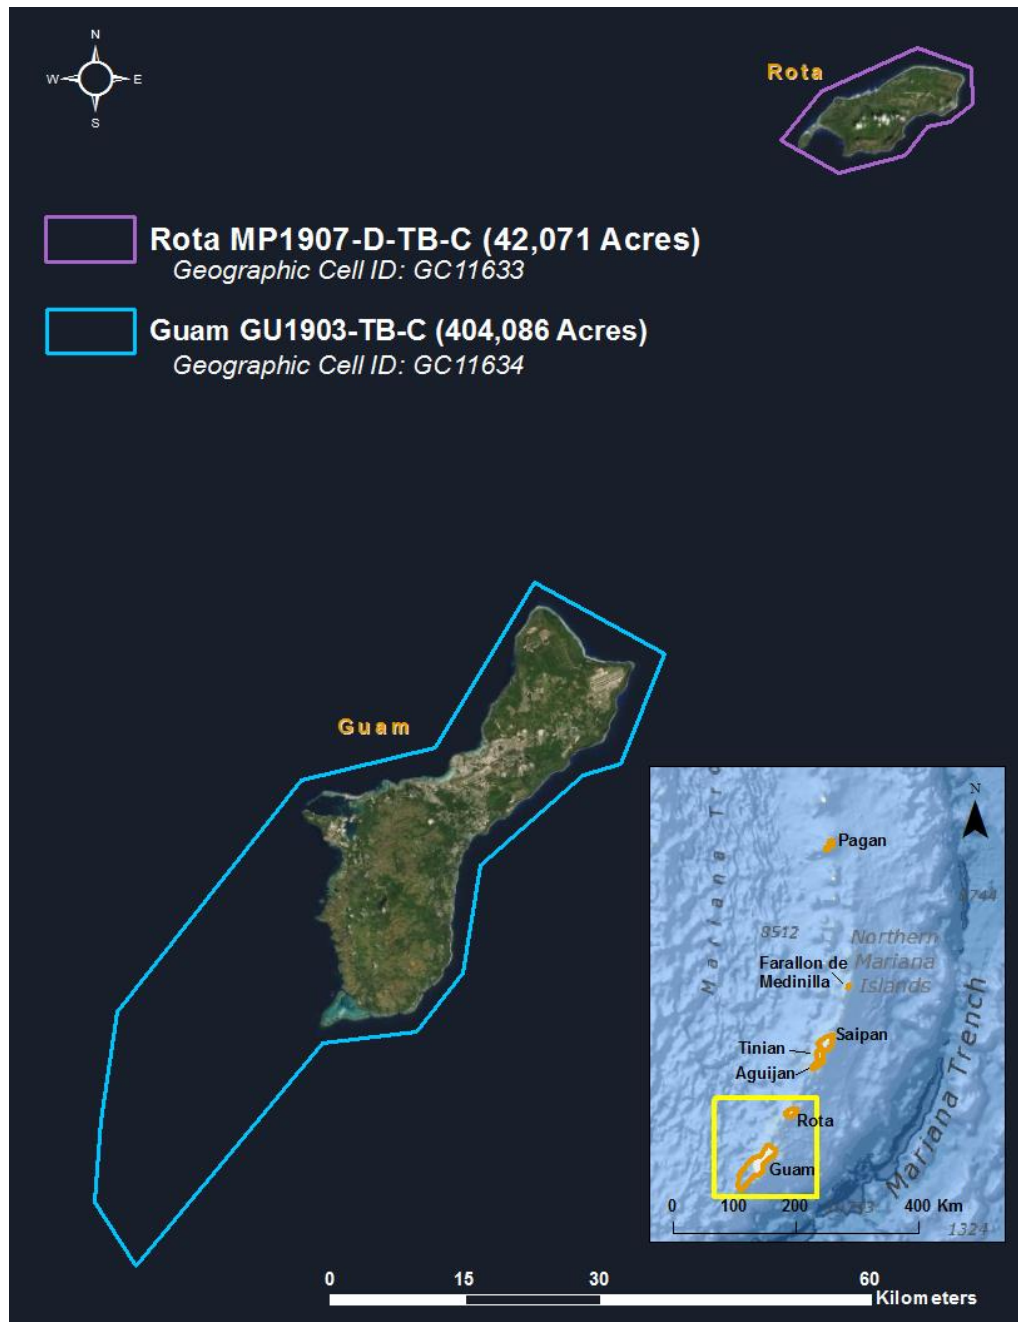 N
W E
S
Rota
Rota MP1907-D-TB-C (42,071 Acres)
Geographic Cell ID: GC11633
Guam GU1903-TB-C (404,086 Acres)
Geographic Cell ID: GC11634
Guam
N
Mariana Tro
Pagan
8512
Northern
Mariana
Islands
Farallon de
Medinilla
Saipan
Tinian
Aguijan
Mariana Trench
Rota
Guam
0 100 200 400 Km
1324
0 15 30 60
Kilometers